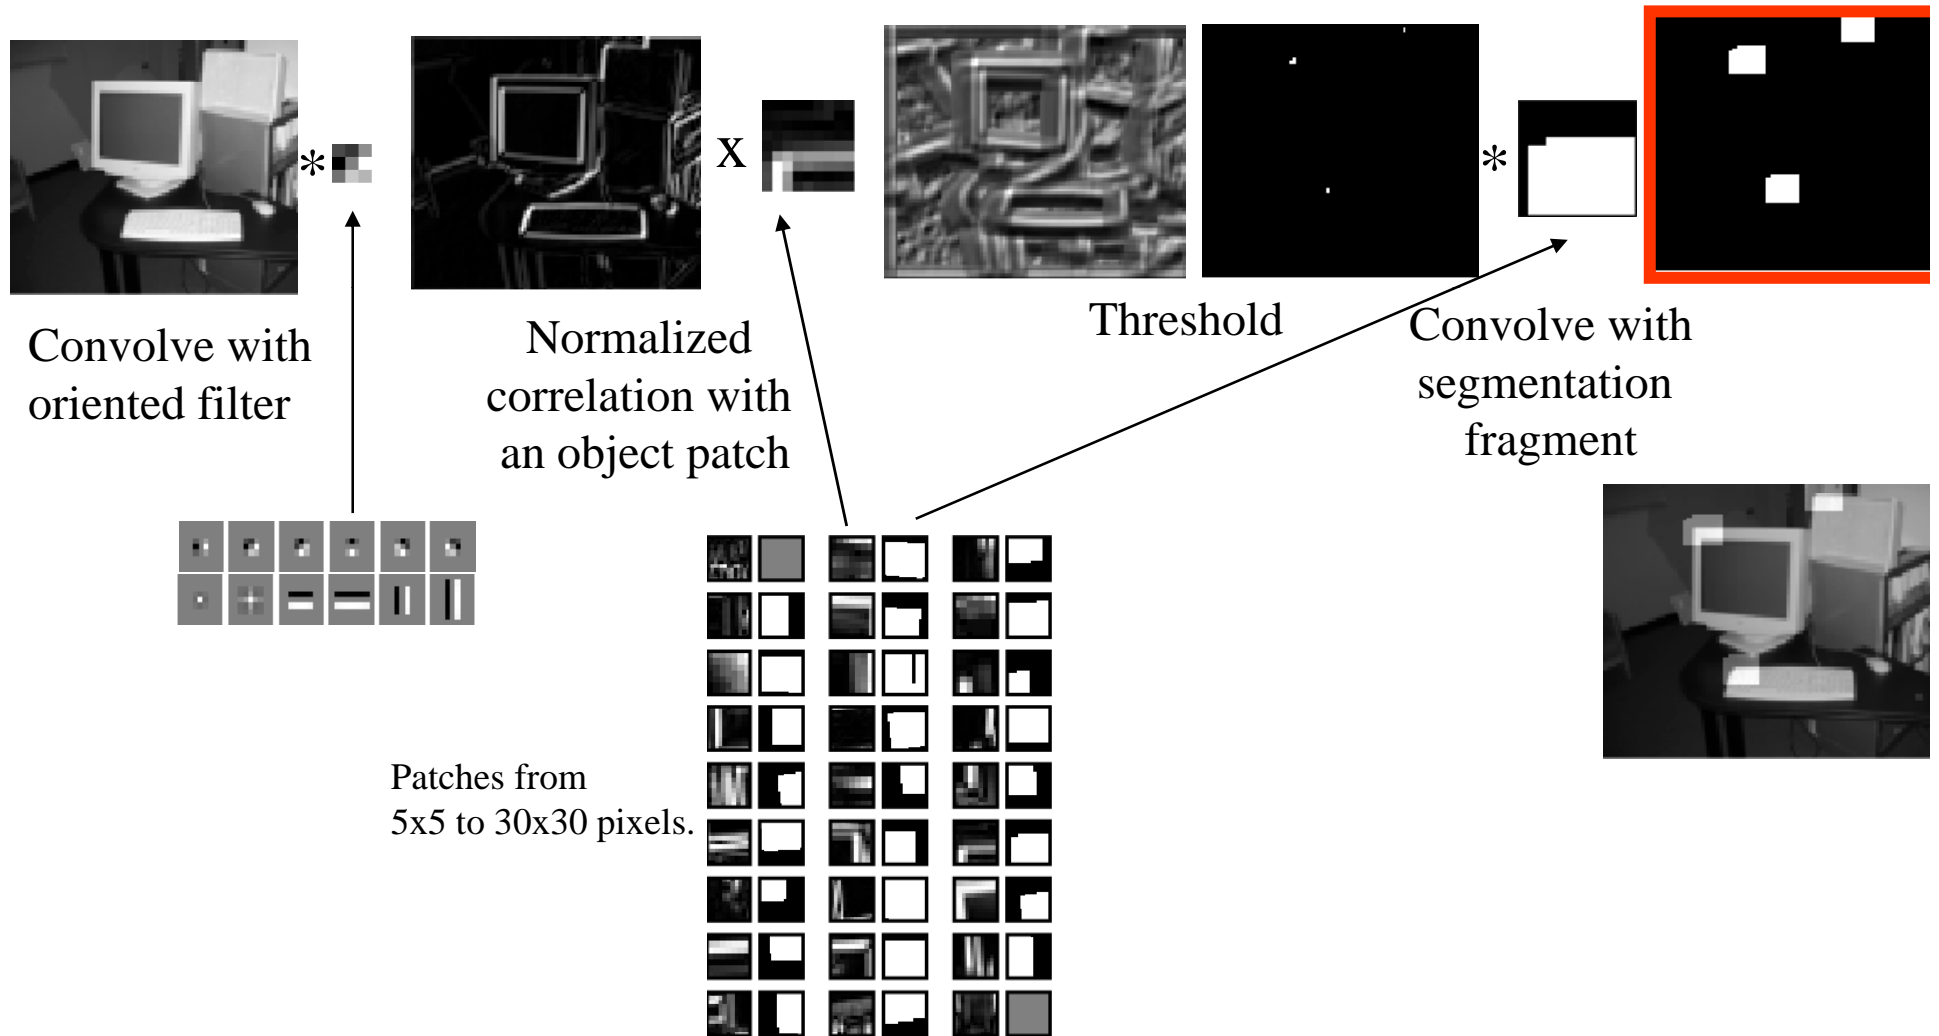 *
x
*
Convolve with
oriented filter
Normalized
correlation with
an object patch
Threshold
Convolve with
segmentation
fragment
Patches from
5x5 to 30x30 pixels.